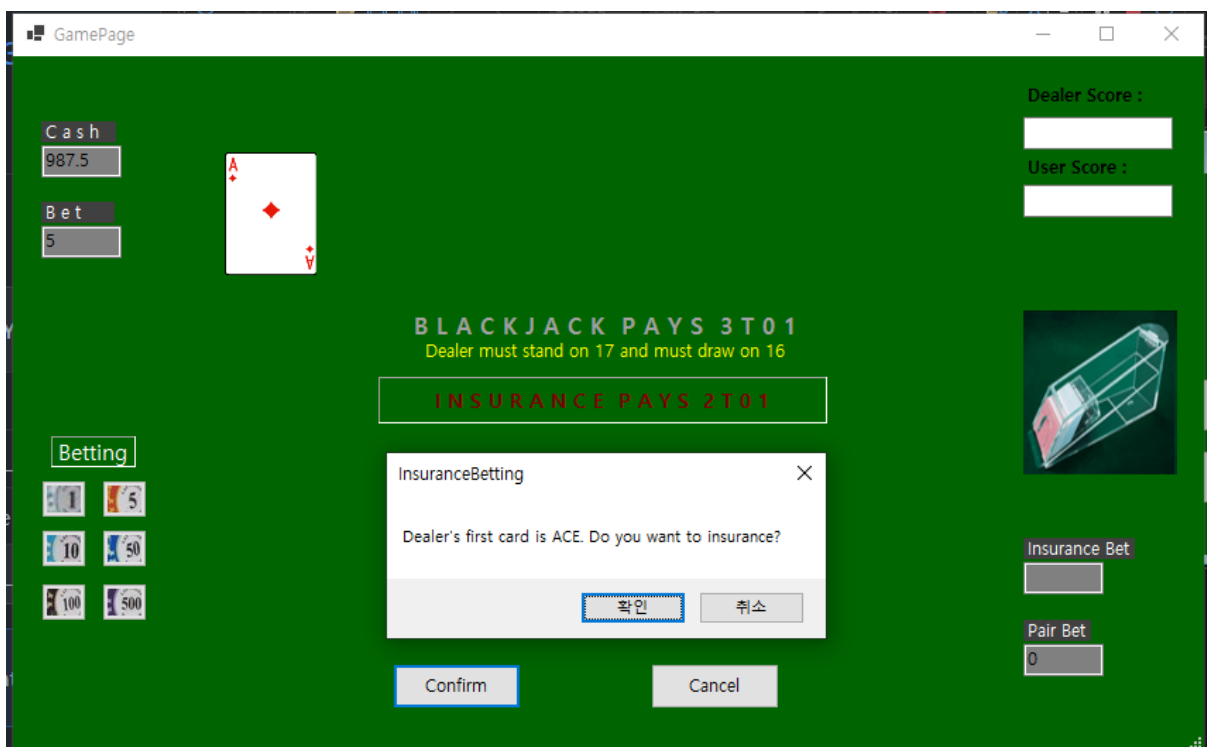 GamePage
Dealer Score :
Cash
987.5
User Score :
A
A
Bet
5
BLACKJACK PAYS 3T01
Dealer must stand on 17 and must draw on 16
INSURANCE PAYS 2T01
Betting
InsuranceBetting
1 5
Dealer's first card is ACE. Do you want to insurance?
10 50
Insurance Bet
100 500
확인 취소
Pair Bet
0
Confirm Cancel